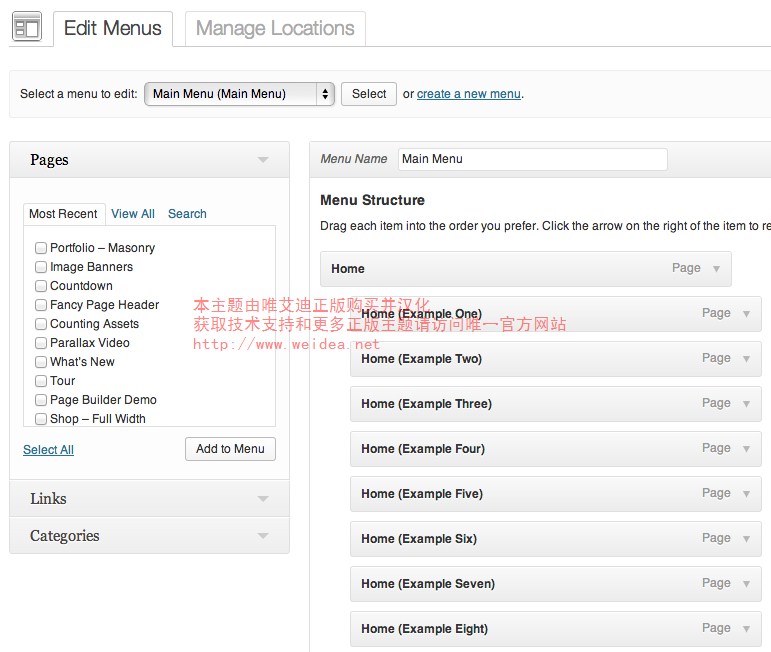 Edit Menus
Manage Locations
Select a menu to edit: Main Menu (Main Menu) Select or create a new menu.
Pages
Most Recent View All Search
Portfolio – Masonry
Image Banners
Countdown
Fancy Page Header
Counting Assets
Parallax Video
What's New
Tour
Page Builder Demo
Shop – Full Width
Select All Add to Menu
Links
Categories
Menu Name Main Menu
Menu Structure
Drag each item into the order you prefer. Click the arrow on the right of the item to re
Home Page
Home (Example One) Page
Home (Example Two) Page
Home (Example Three) Page
Home (Example Four) Page
Home (Example Five) Page
Home (Example Six) Page
Home (Example Seven) Page
Home (Example Eight) Page
本主题由唯艾迪正版购买并汉化
获取技术支持和更多正版主题请访问唯一官方网站
http://www.weidea.net